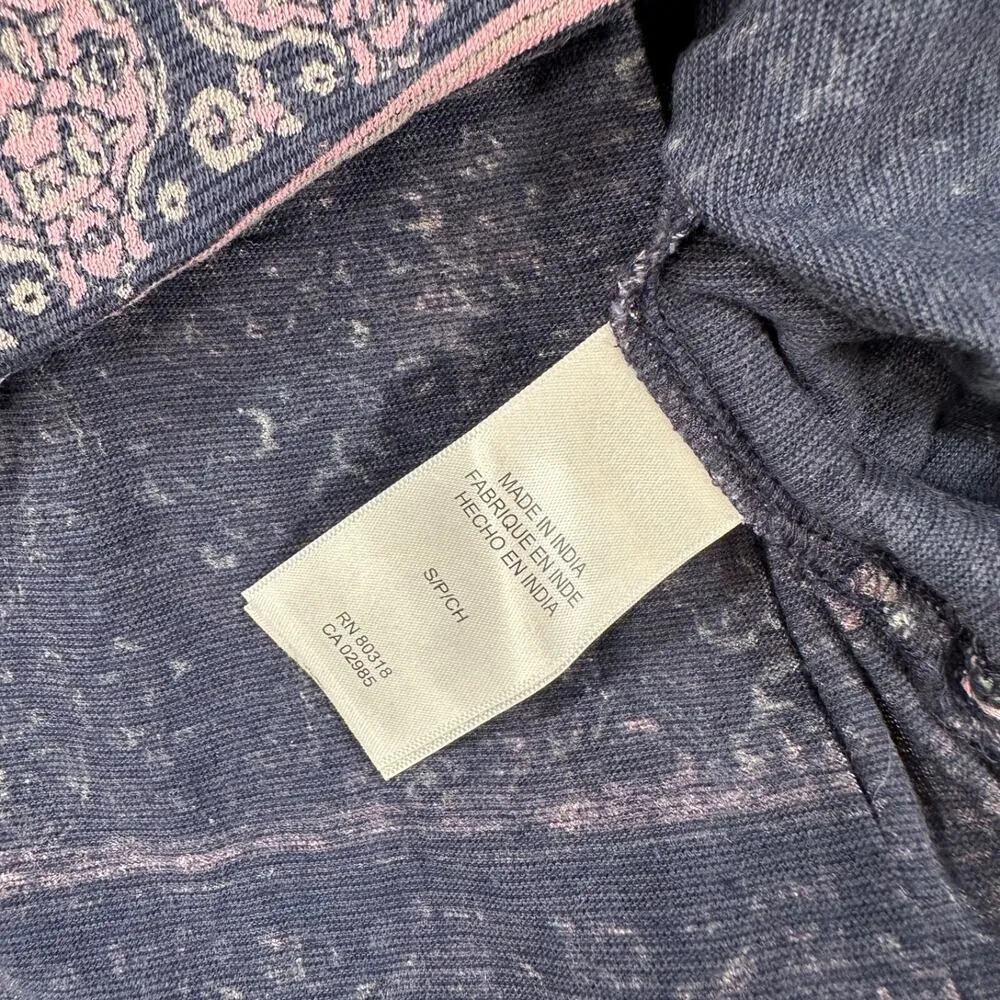 MADE IN INDIA
FABRIQUE EN INDE
HECHO EN INDIA
S/P/CH
RN 80318
CA 02985